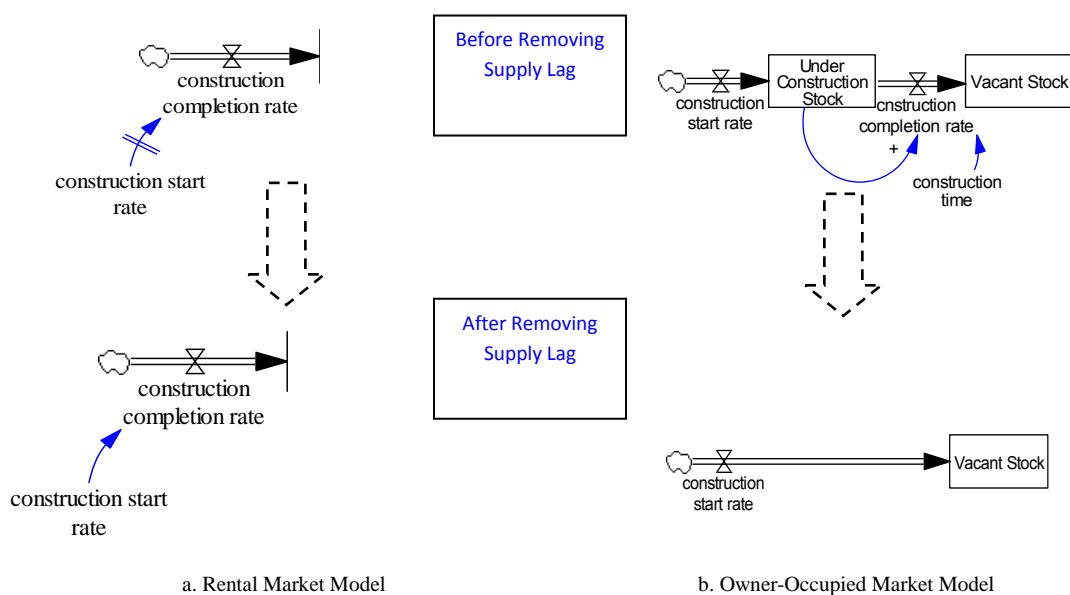 construction
completion rate
construction start
rate
Before Removing
Supply Lag
construction
start rate
Under
Construction
Stock
cnstruction
completion rate
+
Vacant Stock
construction
time
construction
completion rate
construction start
rate
After Removing
Supply Lag
construction
start rate
Vacant Stock
a. Rental Market Model
b. Owner-Occupied Market Model